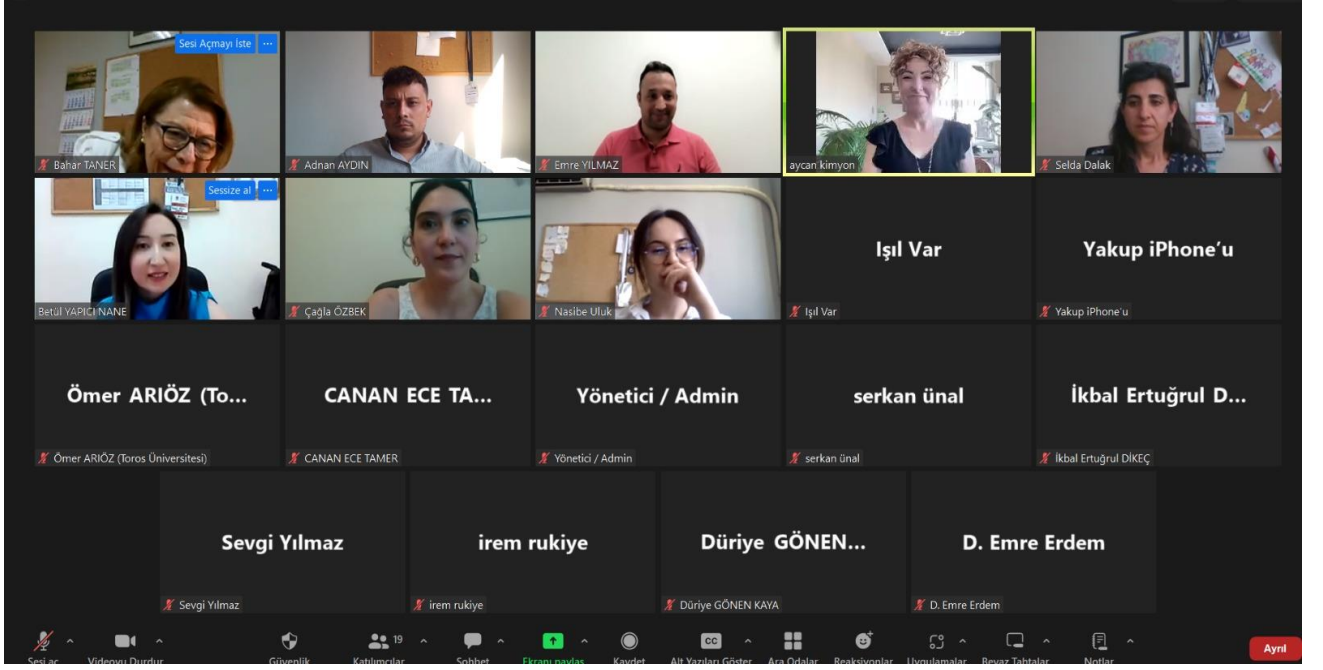 Sesi Açmayı İste ...
Bahar TANER
Adnan AYDIN
Emre YILMAZ
aycan kimyon
Selda Dalak
Sessize al ...
Betül YAPICI NANE
Çağla ÖZBEK
Nasibe Uluk
Işıl Var
Işıl Var
Yakup iPhone'u
Yakup iPhone'u
Ömer ARIÖZ (To...
Ömer ARIÖZ (Toros Üniversitesi)
CANAN ECE TA...
CANAN ECE TAMER
Yönetici / Admin
Yönetici / Admin
serkan ünal
serkan ünal
İkbal Ertuğrul D...
İkbal Ertuğrul DİKEÇ
Sevgi Yılmaz
Sevgi Yılmaz
irem rukiye
irem rukiye
Düriye GÖNEN...
Düriye GÖNEN KAYA
D. Emre Erdem
D. Emre Erdem
Sesi aç
Videoyu Durdur
Güvenlik
19
Katılımcılar
Sohbet
Ekranı paylaş
Kaydet
CC
Alt Yazıları Göster
Ara Odalar
Reaksiyonlar
Uygulamalar
Beyaz Tahtalar
Notlar
Ayrıl